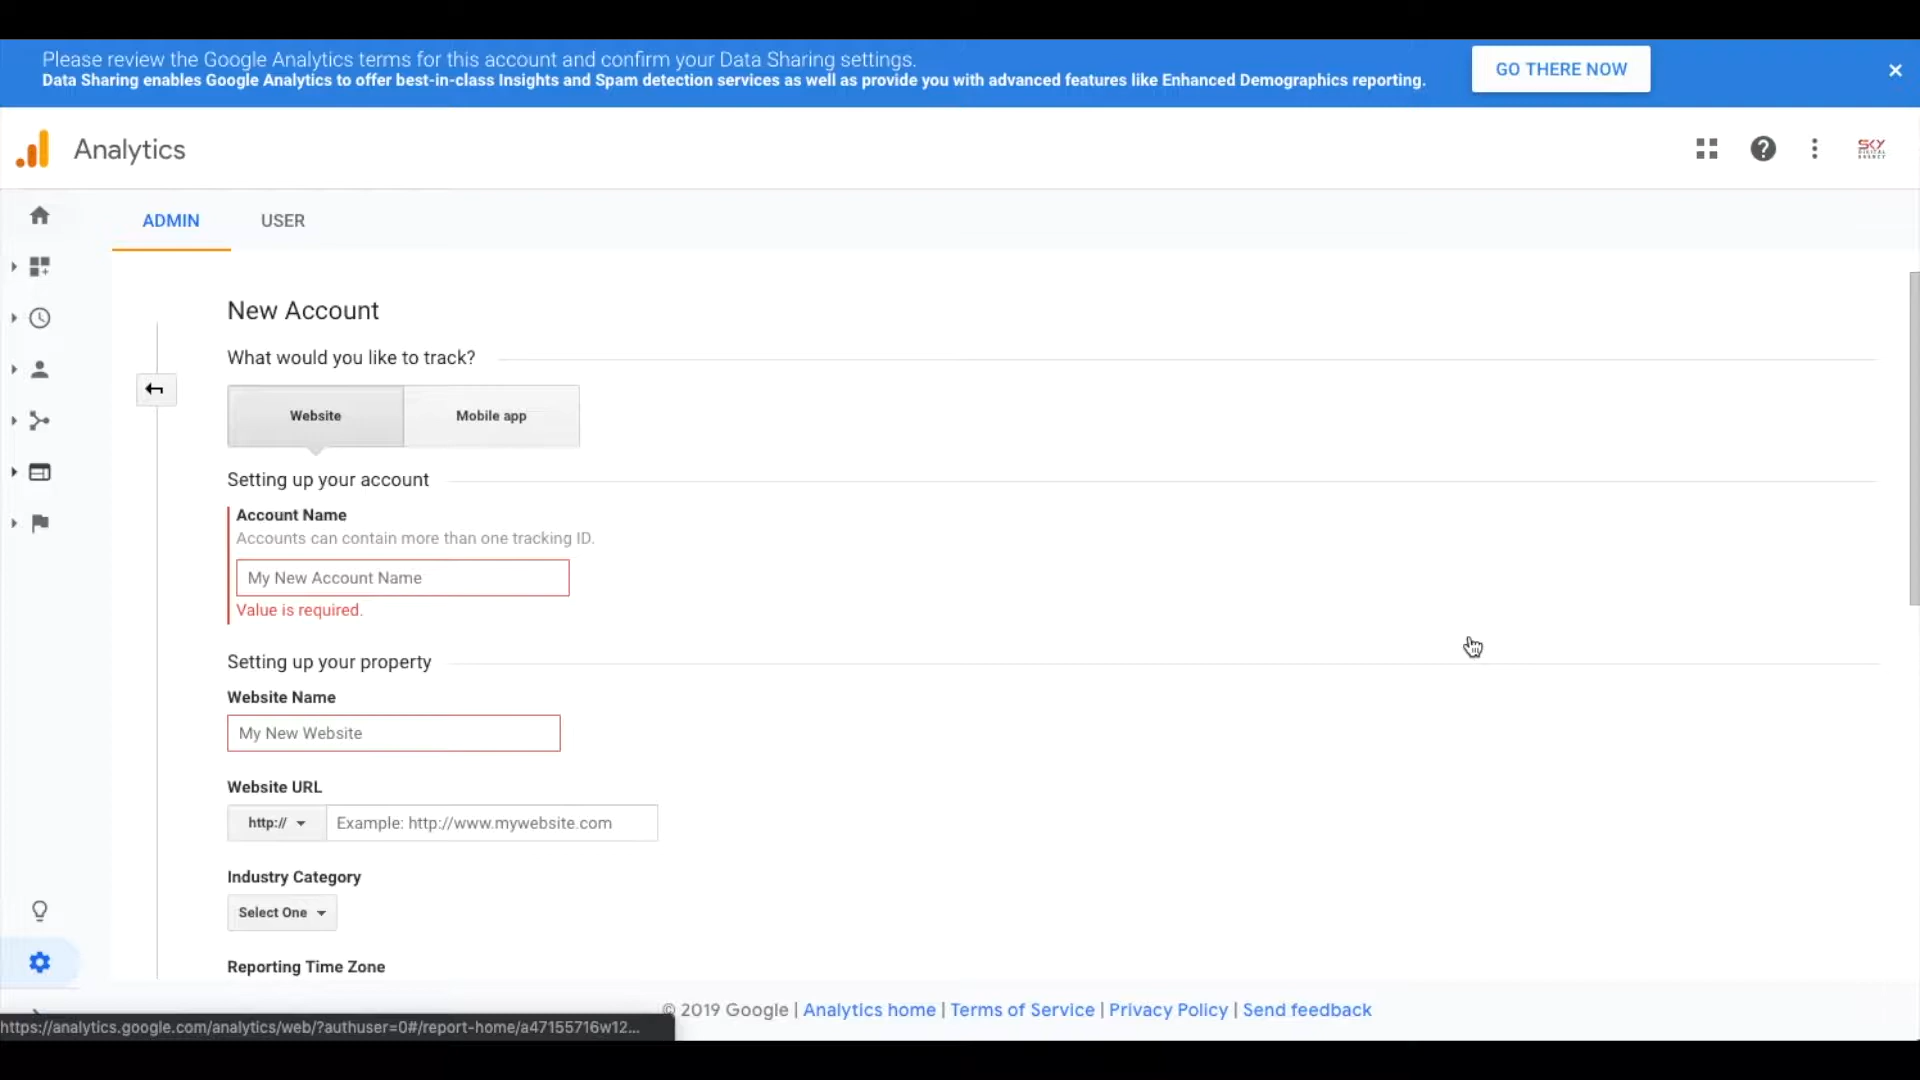 Please review the Google Analytics terms for this account and confirm your Data Sharing settings.
Data Sharing enables Google Analytics to offer best-in-class Insights and Spam detection services as well as provide you with advanced features like Enhanced Demographics reporting.
GO THERE NOW
Analytics
SKY
DIGITAL
AGENCY
ADMIN
USER
New Account
What would you like to track?
Website
Mobile app
Setting up your account
Account Name
Accounts can contain more than one tracking ID.
My New Account Name
Value is required.
Setting up your property
Website Name
My New Website
Website URL
http://
Example: http://www.mywebsite.com
Industry Category
Select One
Reporting Time Zone
© 2019 Google | Analytics home | Terms of Service | Privacy Policy | Send feedback
https://analytics.google.com/analytics/web/?authuser=0#/report-home/a47155716w12...